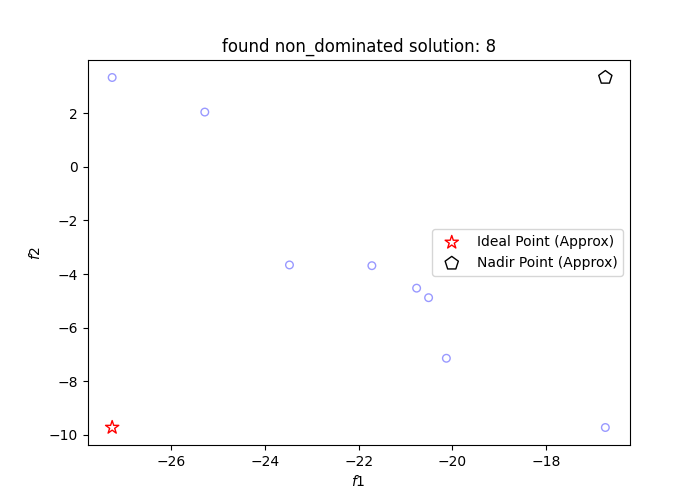 found non_dominated solution: 8
2
0
−2
−4
−6
−8
−10
f2
Ideal Point (Approx)
Nadir Point (Approx)
−26
−24
−22
−20
−18
f1